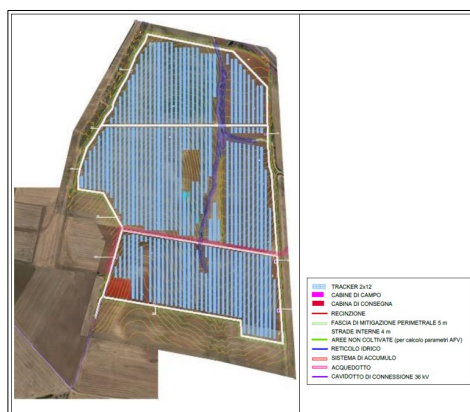 TRACKER 2x12
CABINE DI CAMPO
CABINA DI CONSEGNA
RECINZIONE
FASCIA DI MITIGAZIONE PERIMETRALE 5 m
STRADE INTERNE 4 m
AREE NON COLTIVATE (per calcolo parametri AFV)
RETICOLO IDRICO
SISTEMA DI ACCUMULO
ACQUEDOTTO
CAVIDOTTO DI CONNESSIONE 36 kV